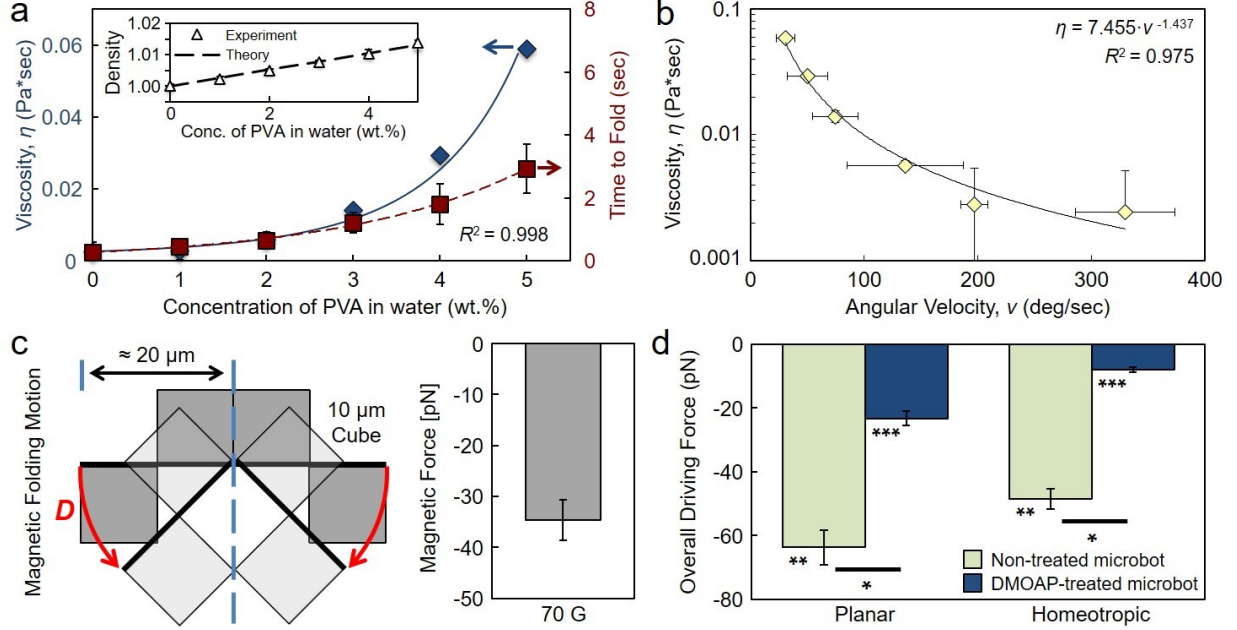 a
Viscosity, η (Pa*sec)
0.06
0.04
0.02
0
1.02
1.01
1.00
Density
Experiment
Theory
0 2 4
Conc. of PVA in water (wt.%)
8
6
4
2
0
Time to Fold (sec)
R² = 0.998
0 1 2 3 4 5
Concentration of PVA in water (wt.%)
b
Viscosity, η (Pa*sec)
0.1
0.01
0.001
η = 7.455·v -1.437
R² = 0.975
0 100 200 300 400
Angular Velocity, v (deg/sec)
c
Magnetic Folding Motion
≈ 20 µm
10 µm
Cube
D
Magnetic Force [pN]
0
-10
-20
-30
-40
-50
70 G
d
Overall Driving Force (pN)
0
-20
-40
-60
-80
**
***
*
**
***
*
Non-treated microbot
DMOAP-treated microbot
Planar Homeotropic